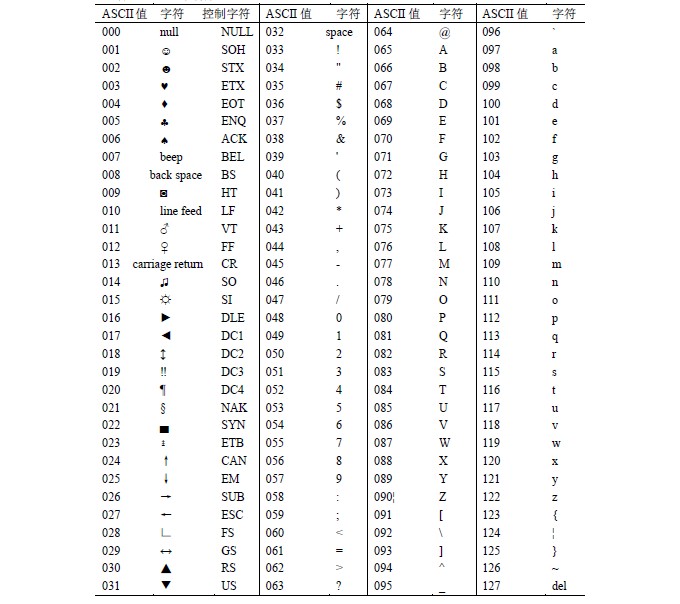 ASCII 值 字符 控制字符 ASCII 值 字符 ASCII 值 字符 ASCII 值 字符
000 null NULL 032 space 064 @ 096 `
001 ☺ SOH 033 ! 065 A 097 a
002 ☻ STX 034 " 066 B 098 b
003 ♥ ETX 035 # 067 C 099 c
004 ♦ EOT 036 $ 068 D 100 d
005 ♣ ENQ 037 % 069 E 101 e
006 ♠ ACK 038 & 070 F 102 f
007 beep BEL 039 ' 071 G 103 g
008 back space BS 040 ( 072 H 104 h
009 ◙ HT 041 ) 073 I 105 i
010 line feed LF 042 * 074 J 106 j
011 ♂ VT 043 + 075 K 107 k
012 ♀ FF 044 , 076 L 108 l
013 carriage return CR 045 - 077 M 109 m
014 ♫ SO 046 . 078 N 110 n
015 ☼ SI 047 / 079 O 111 o
016 ► DLE 048 0 080 P 112 p
017 ◄ DC1 049 1 081 Q 113 q
018 ↕ DC2 050 2 082 R 114 r
019 ‼ DC3 051 3 083 S 115 s
020 ¶ DC4 052 4 084 T 116 t
021 § NAK 053 5 085 U 117 u
022 ▄ SYN 054 6 086 V 118 v
023 ↨ ETB 055 7 087 W 119 w
024 ↑ CAN 056 8 088 X 120 x
025 ↓ EM 057 9 089 Y 121 y
026 → SUB 058 : 090¦ Z 122 z
027 ← ESC 059 ; 091 [ 123 {
028 ∟ FS 060 < 092 \ 124 ¦
029 ↔ GS 061 = 093 ] 125 }
030 ▲ RS 062 > 094 ^ 126 ~
031 ▼ US 063 ? 095 _ 127 del